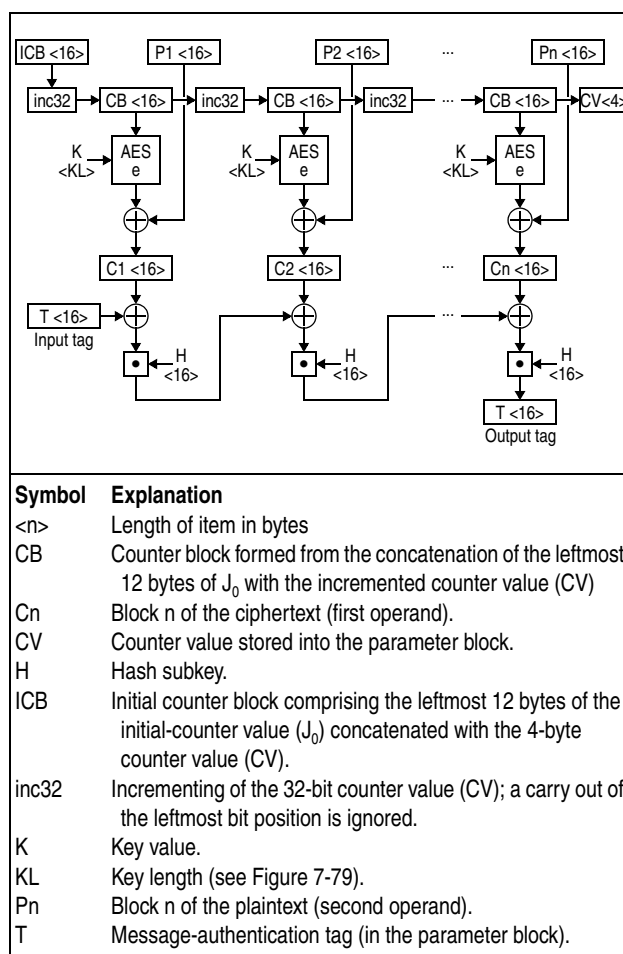 ICB <16> P1 <16> P2 <16> ... Pn <16>
inc32 CB <16> inc32 CB <16> inc32 ... CB <16> CV<4>
K <KL> AES e K <KL> AES e K <KL> AES e
C1 <16> C2 <16> ... Cn <16>
T <16> ...
Input tag
H <16> H <16> H <16>
T <16>
Output tag
Symbol Explanation
<n> Length of item in bytes
CB Counter block formed from the concatenation of the leftmost
12 bytes of J0 with the incremented counter value (CV)
Cn Block n of the ciphertext (first operand).
CV Counter value stored into the parameter block.
H Hash subkey.
ICB Initial counter block comprising the leftmost 12 bytes of the
initial-counter value (J0) concatenated with the 4-byte
counter value (CV).
inc32 Incrementing of the 32-bit counter value (CV); a carry out of
the leftmost bit position is ignored.
K Key value.
KL Key length (see Figure 7-79).
Pn Block n of the plaintext (second operand).
T Message-authentication tag (in the parameter block).